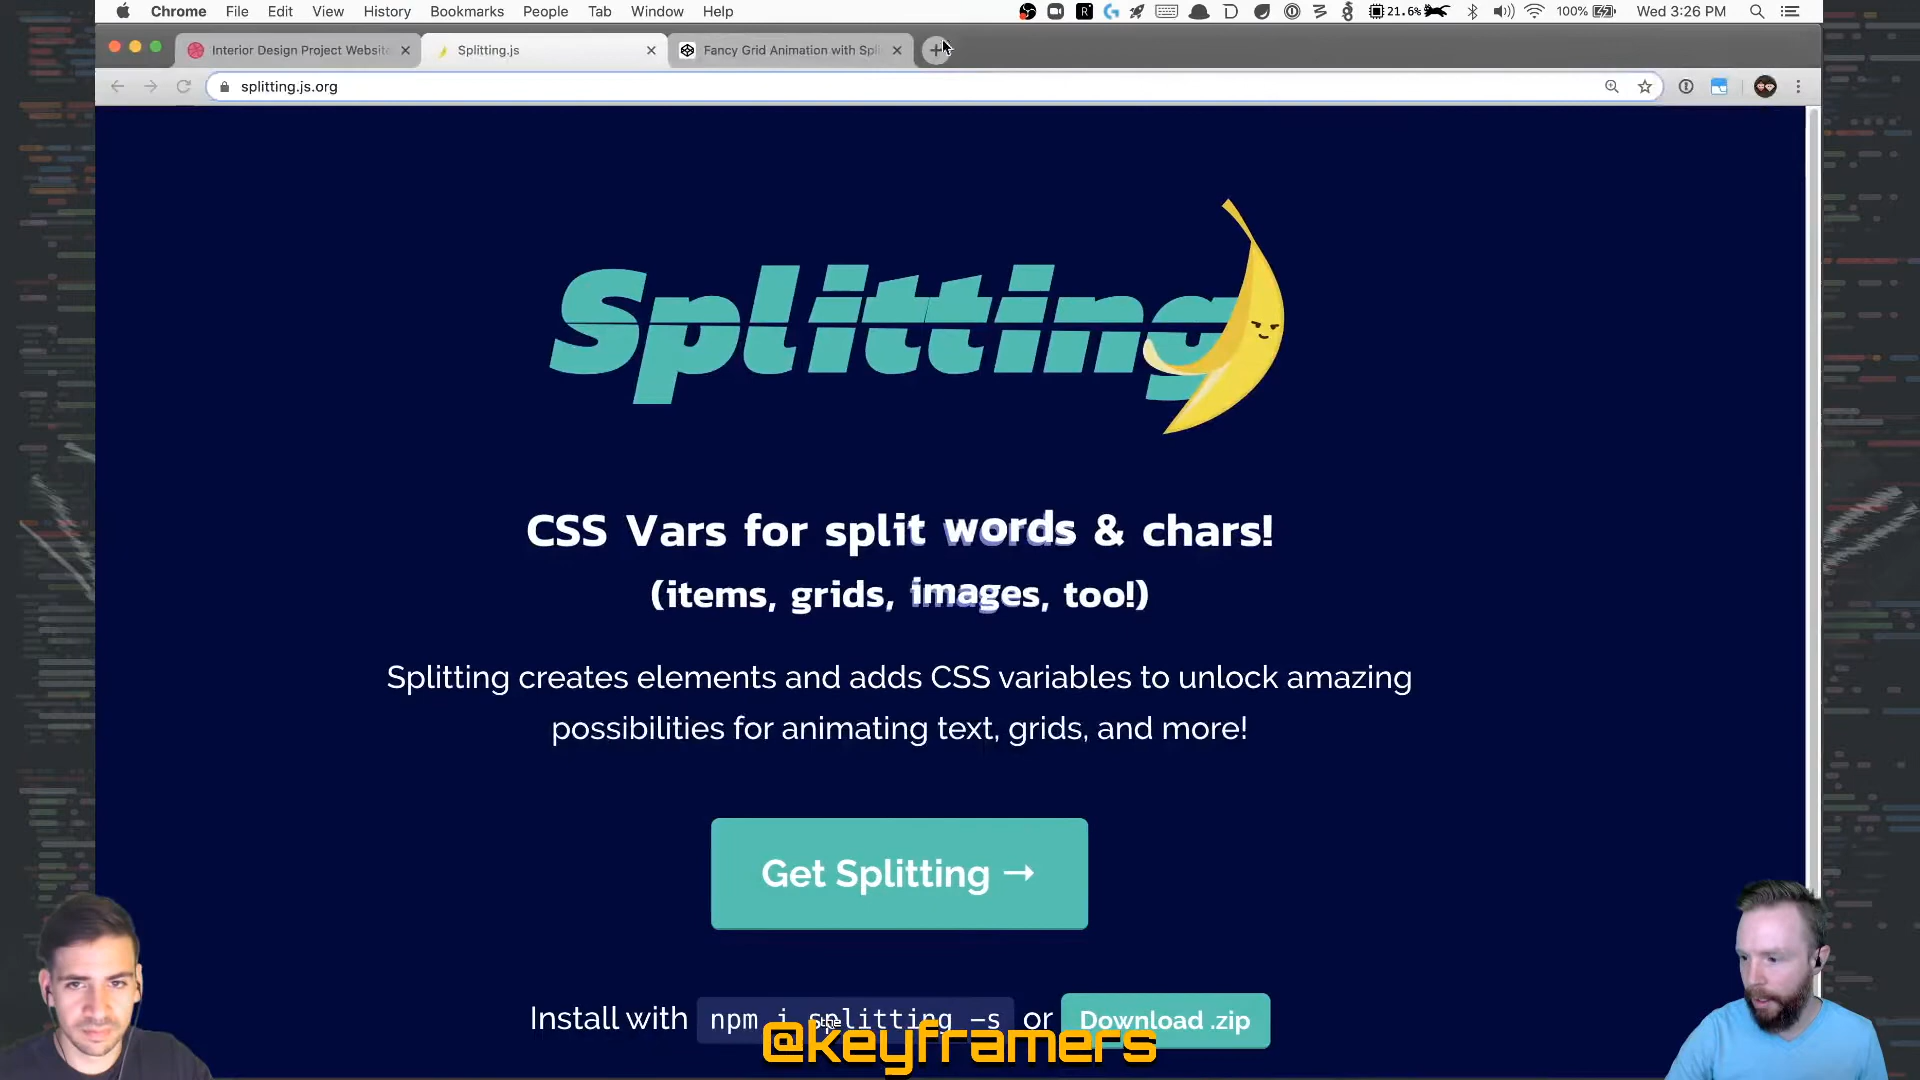 Chrome File Edit View History Bookmarks People Tab Window Help 21.6% 100% Wed 3:26 PM
Interior Design Project Website Splitting.js Fancy Grid Animation with Spli
splitting.js.org
Splitting
CSS Vars for split words & chars!
(items, grids, images, too!)
Splitting creates elements and adds CSS variables to unlock amazing
possibilities for animating text, grids, and more!
Get Splitting →
Install with npm i splitting –s or Download .zip
@keyframers